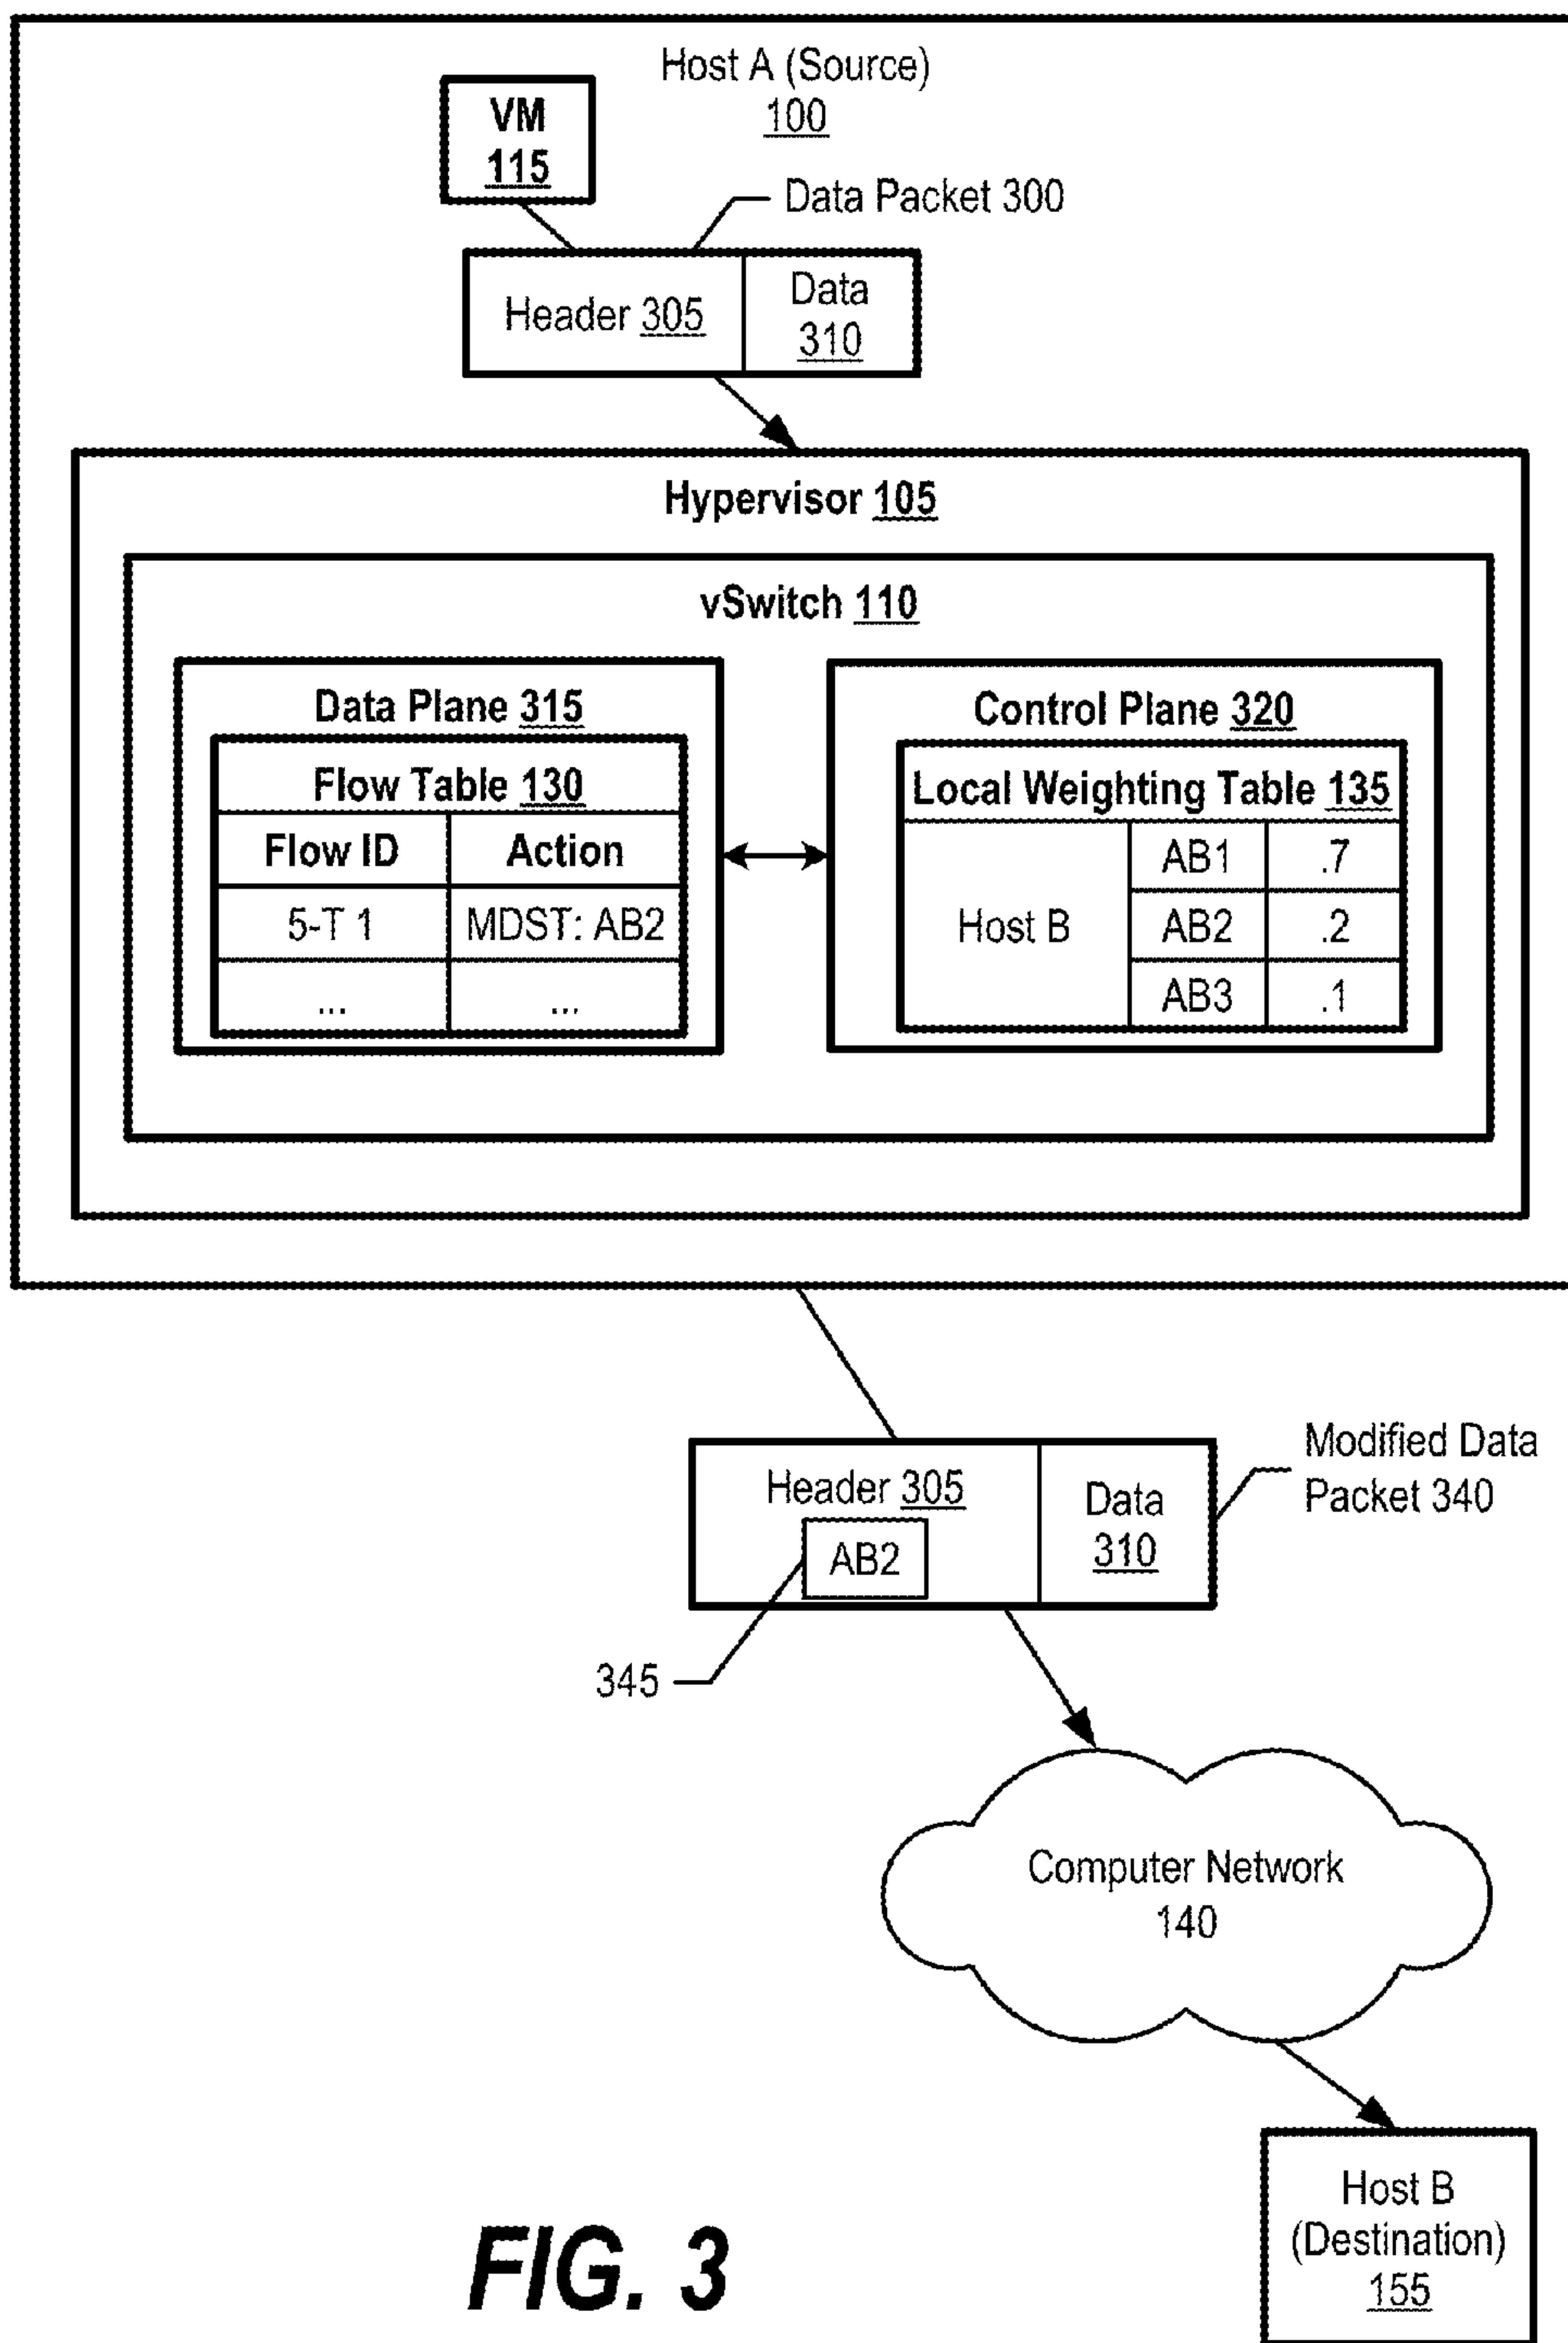 Host A (Source)
100
VM
115
Data Packet 300
Header 305
Data
310
Hypervisor 105
vSwitch 110
Data Plane 315
Flow Table 130
Flow ID Action
5-T 1 MDST: AB2
... ...
Control Plane 320
Local Weighting Table 135
Host B
AB1 .7
AB2 .2
AB3 .1
Modified Data
Packet 340
Header 305
AB2
Data
310
345
Computer Network
140
Host B
(Destination)
155
FIG. 3